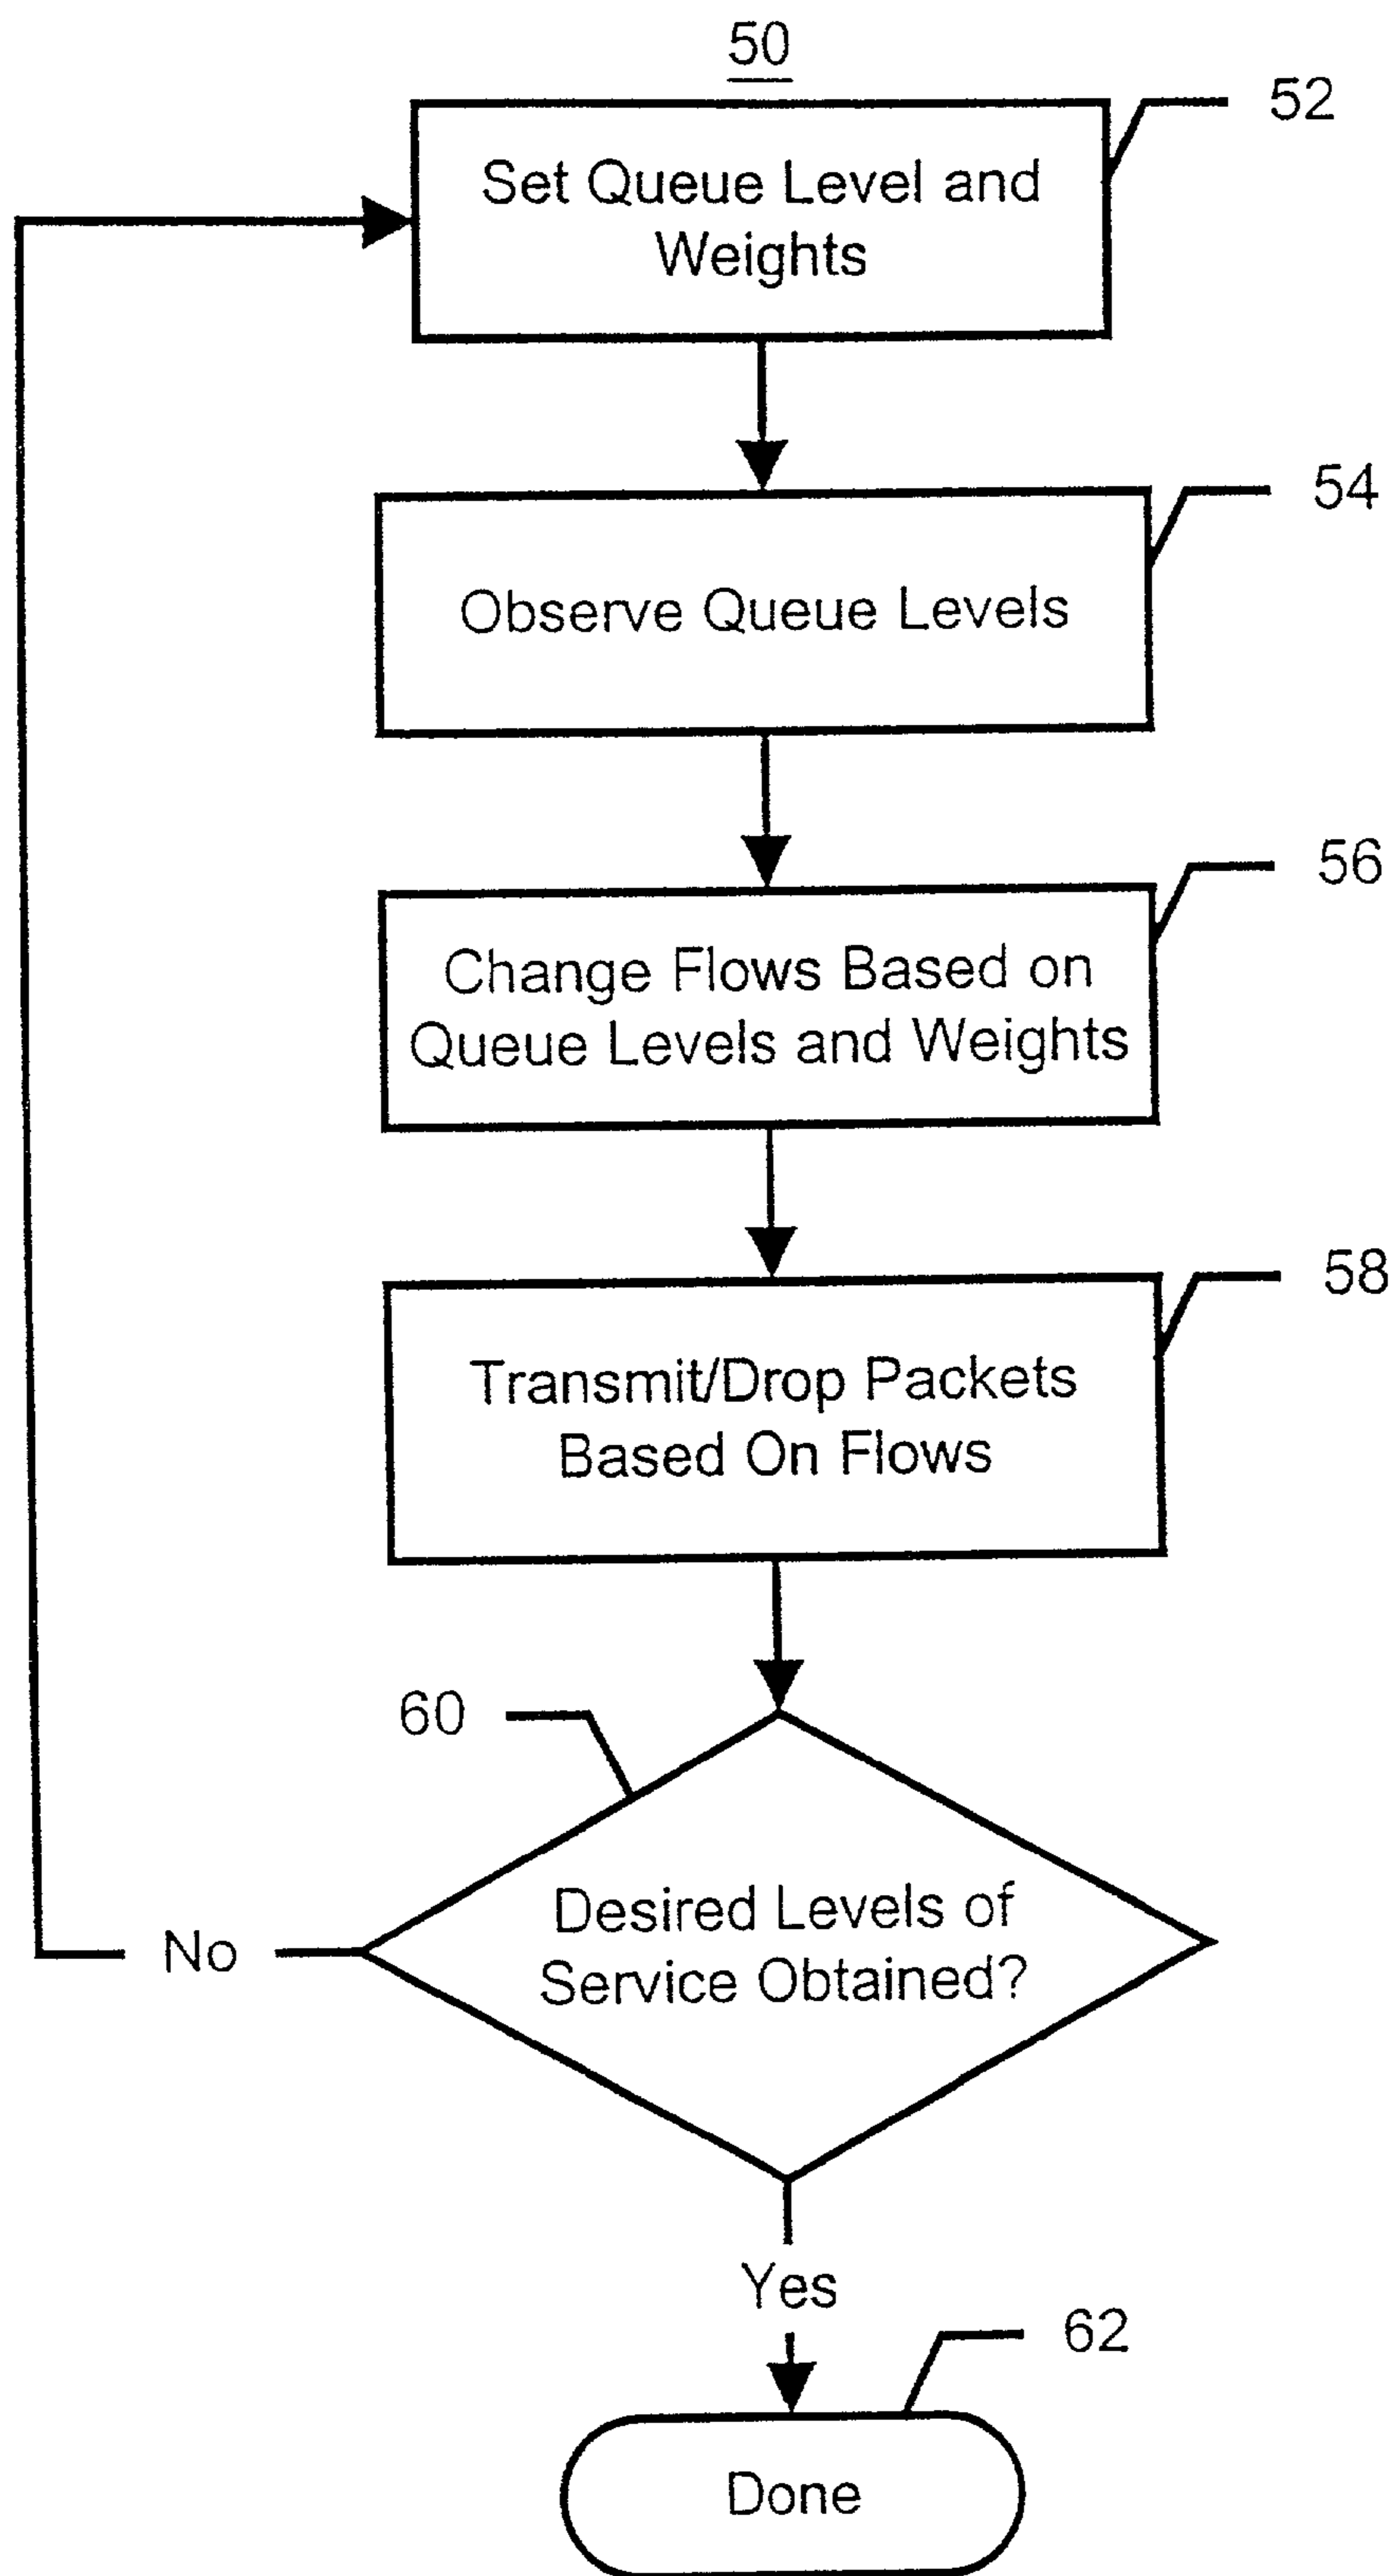 50
52
Set Queue Level and
Weights
54
Observe Queue Levels
56
Change Flows Based on
Queue Levels and Weights
58
Transmit/Drop Packets
Based On Flows
60
Desired Levels of
Service Obtained?
No
Yes
62
Done